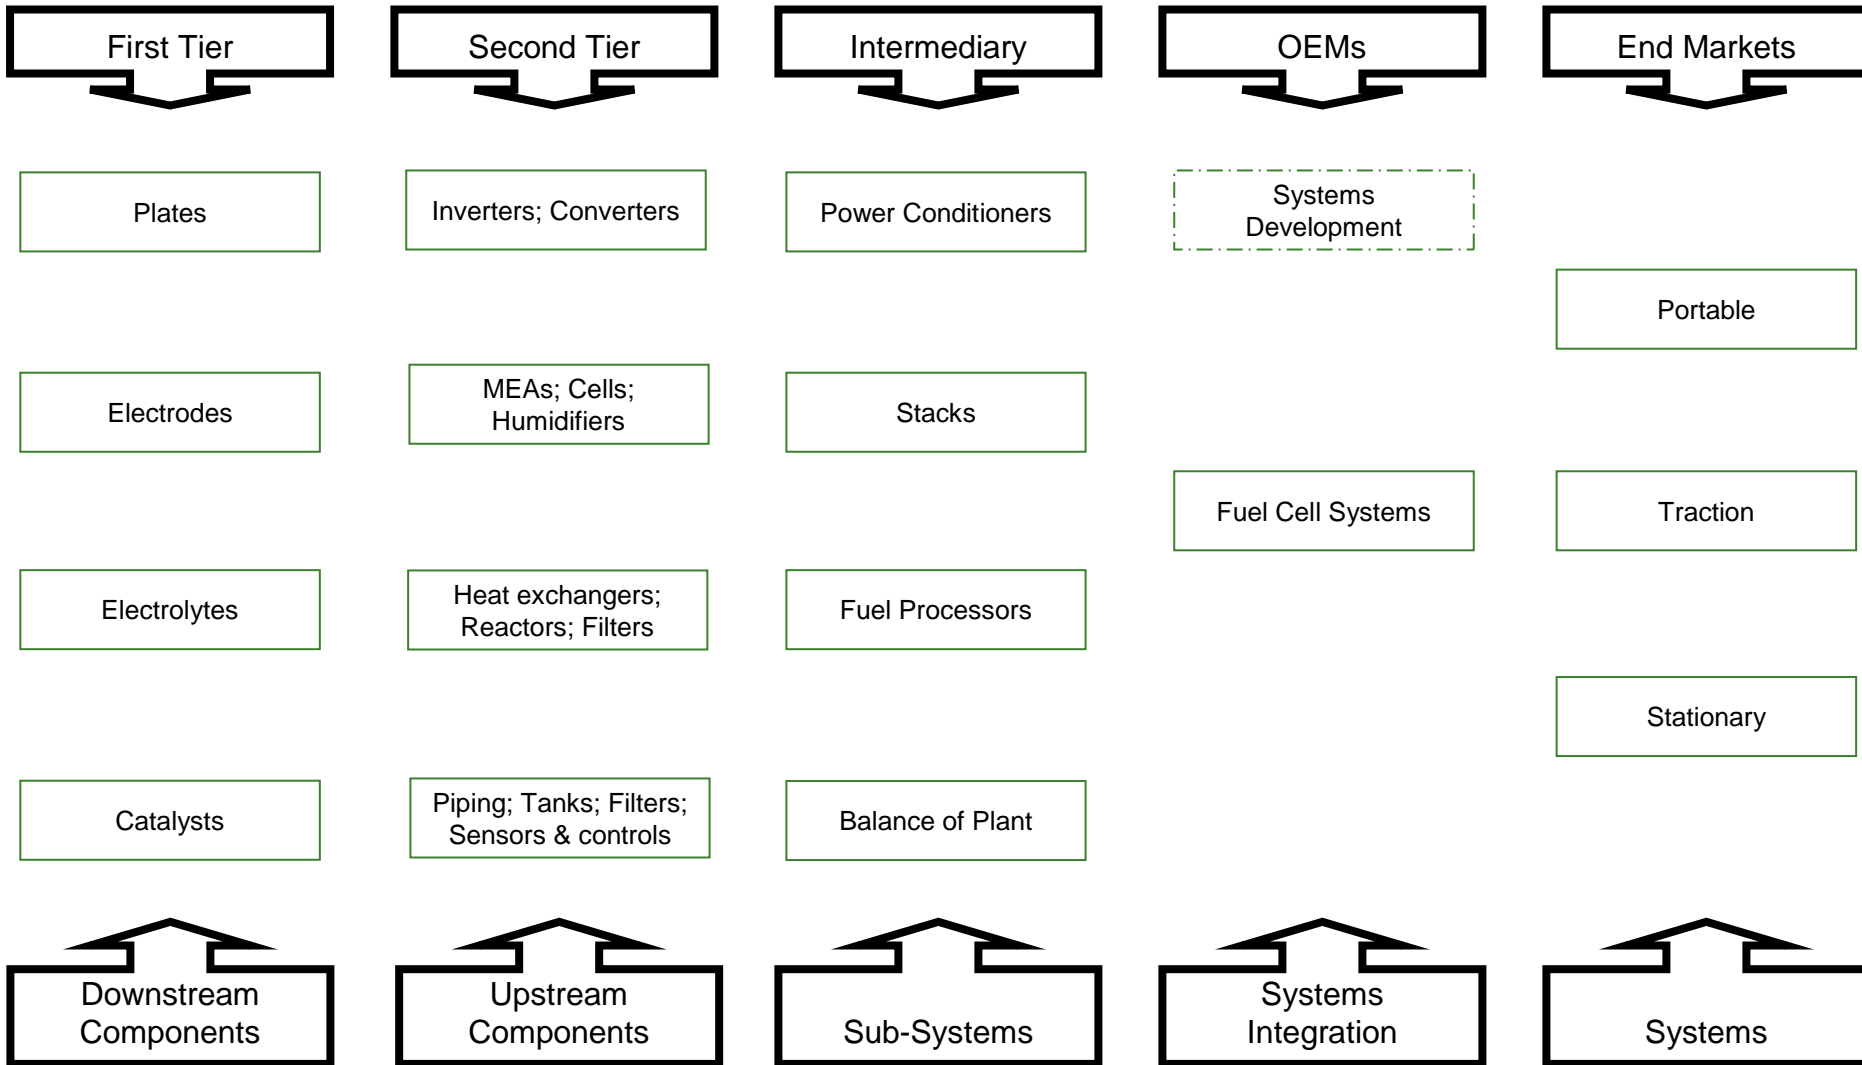 First Tier
Second Tier
Intermediary
OEMs
End Markets
Plates
Inverters; Converters
Power Conditioners
Systems
Development
Portable
Electrodes
MEAs; Cells;
Humidifiers
Stacks
Fuel Cell Systems
Traction
Electrolytes
Heat exchangers;
Reactors; Filters
Fuel Processors
Stationary
Catalysts
Piping; Tanks; Filters;
Sensors & controls
Balance of Plant
Downstream
Components
Upstream
Components
Sub-Systems
Systems
Integration
Systems